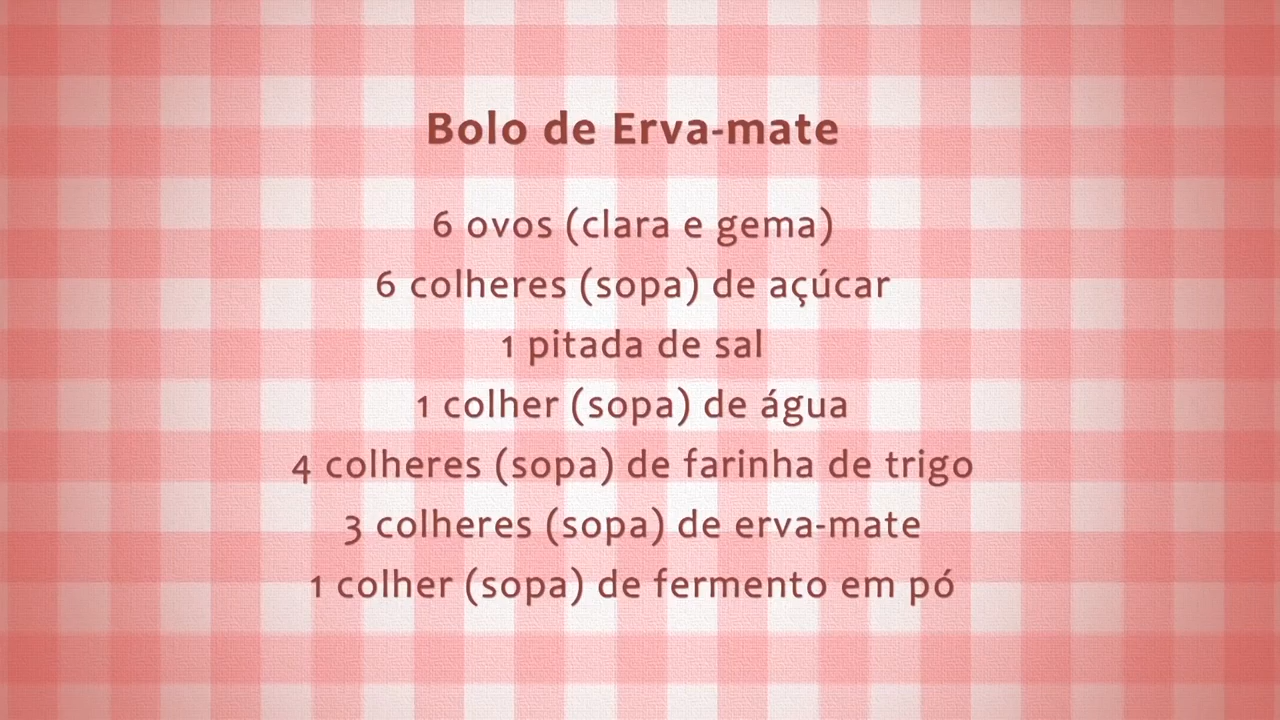 Bolo de Erva-mate
6 ovos (clara e gema)
6 colheres (sopa) de açúcar
1 pitada de sal
1 colher (sopa) de água
4 colheres (sopa) de farinha de trigo
3 colheres (sopa) de erva-mate
1 colher (sopa) de fermento em pó